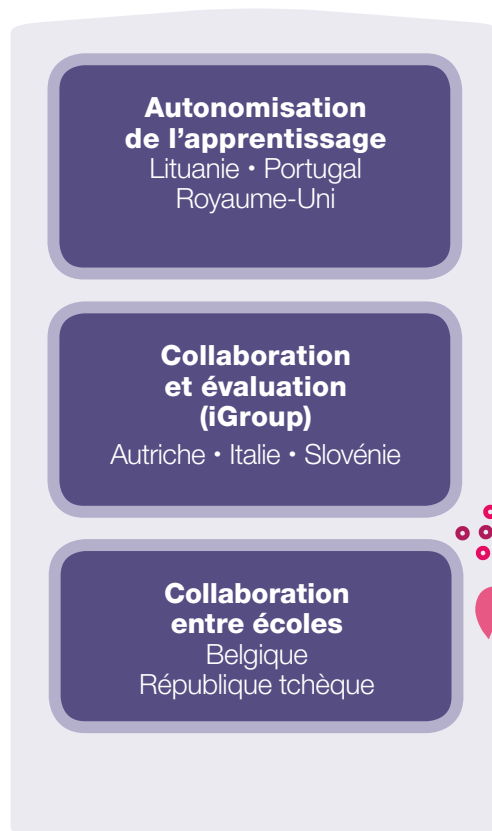 Autonomisation
de l’apprentissage
Lituanie • Portugal
Royaume-Uni
Collaboration
et évaluation
(iGroup)
Autriche • Italie • Slovénie
Collaboration
entre écoles
Belgique
République tchèque